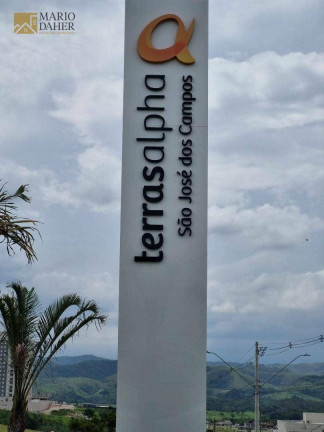 MARIO
DAHER
terrasalpha
São José dos Campos